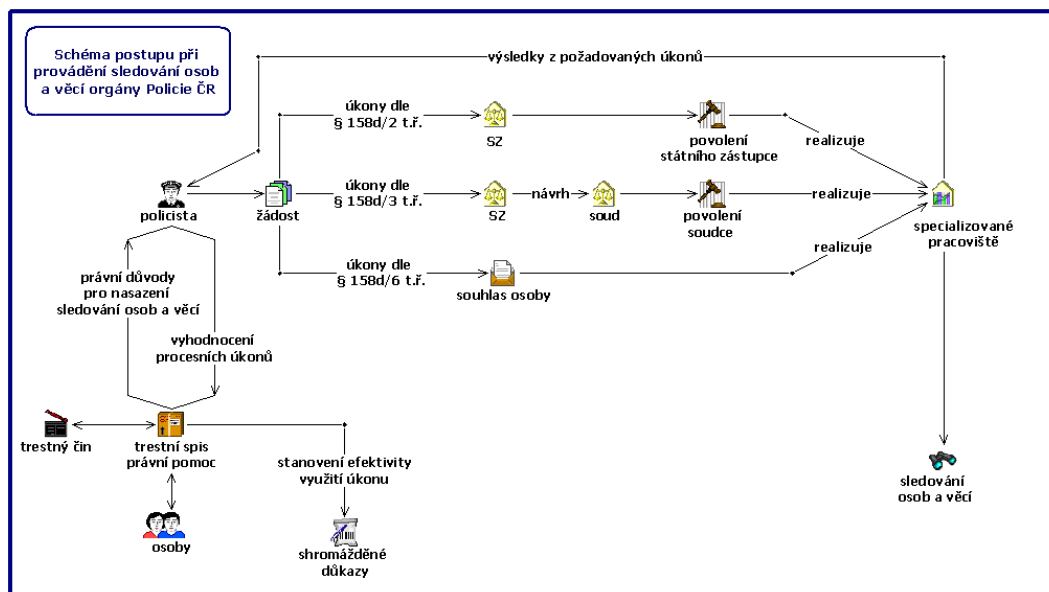 Schéma postupu při
provádění sledování osob
a věcí orgány Policie ČR
výsledky z požadovaných úkonů
úkony dle
§ 158d/2 t.ř.
SZ
povolení
státního zástupce
realizuje
policista
žádost
úkony dle
§ 158d/3 t.ř.
SZ
návrh
soud
povolení
soudce
realizuje
specializované
pracoviště
úkony dle
§ 158d/6 t.ř.
souhlas osoby
realizuje
právní důvody
pro nasazení
sledování osob a věcí
vyhodnocení
procesních úkonů
trestný čin
trestní spis
právní pomoc
stanovení efektivity
využití úkonu
sledování
osob a věcí
osoby
shromážděné
důkazy